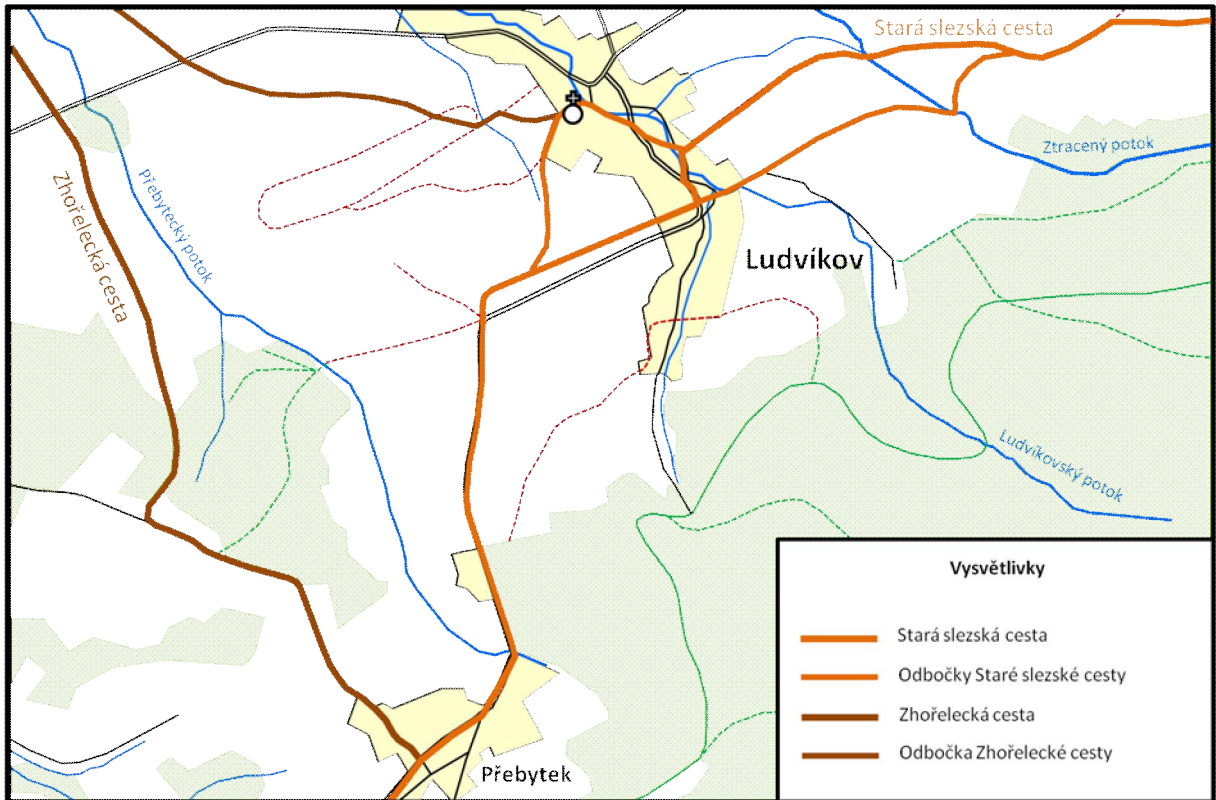 Stará slezská cesta
Ztracený potok
Přebytecký potok
Zhořelecká cesta
Ludvíkov
Ludvíkovský potok
Vysvětlivky
Stará slezská cesta
Odbočky Staré slezské cesty
Zhořelecká cesta
Odbočka Zhořelecké cesty
Přebytek